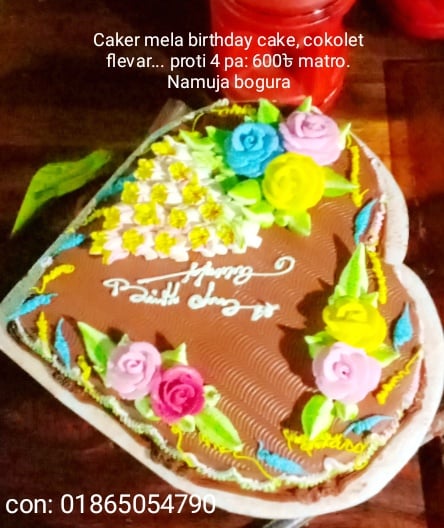 Caker mela birthday cake, cokolet
flevar... proti 4 pa: 600৳ matro.
Namuja bogura
con: 01865054790